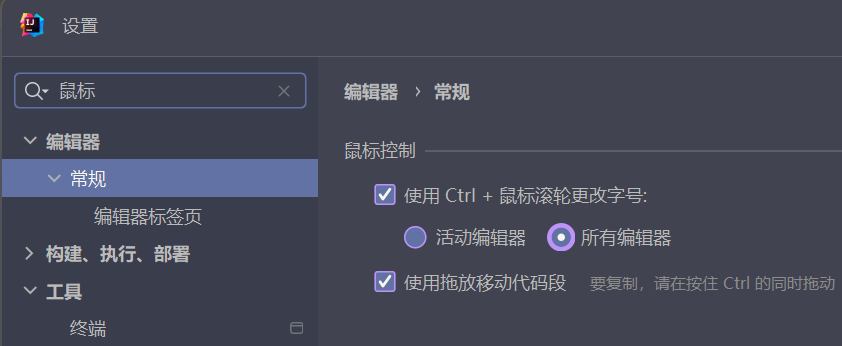 设置
鼠标
编辑器
常规
编辑器标签页
构建、执行、部署
工具
终端
编辑器 › 常规
鼠标控制
使用 Ctrl + 鼠标滚轮更改字号:
活动编辑器 所有编辑器
使用拖放移动代码段 要复制，请在按住 Ctrl 的同时拖动